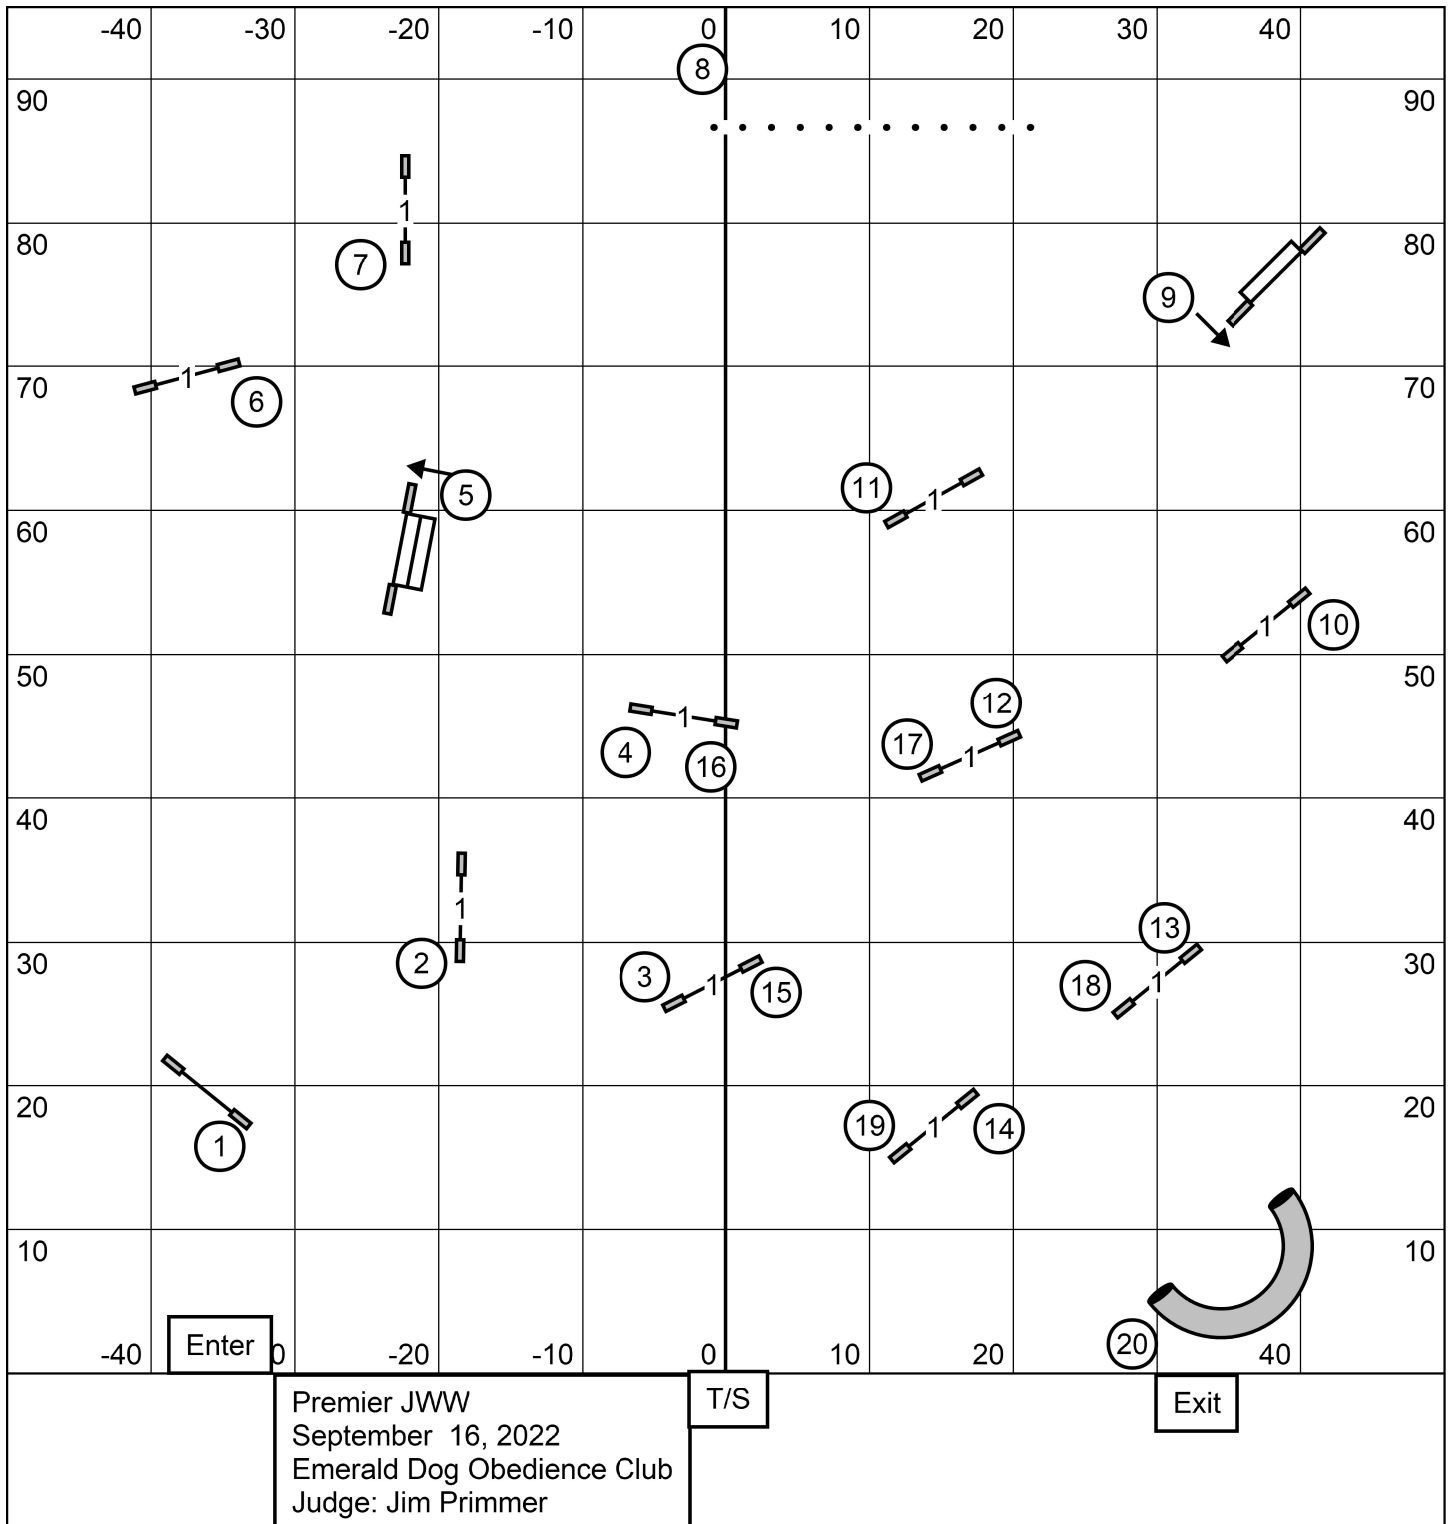 -40 -30 -20 -10 0 10 20 30 40
8
90 90
1
80 80
7
9
70 70
1
6
5
11
1
60 60
1 10
50 50
12
1
4 16 17 1
40 40
1
13
2 30 30
3 1 15 18 1
1 20 20
19 1 14
10 10
Enter
-40 0 -20 -10 0 10 20 20 40
T/S
Exit
Premier JWW
September 16, 2022
Emerald Dog Obedience Club
Judge: Jim Primmer